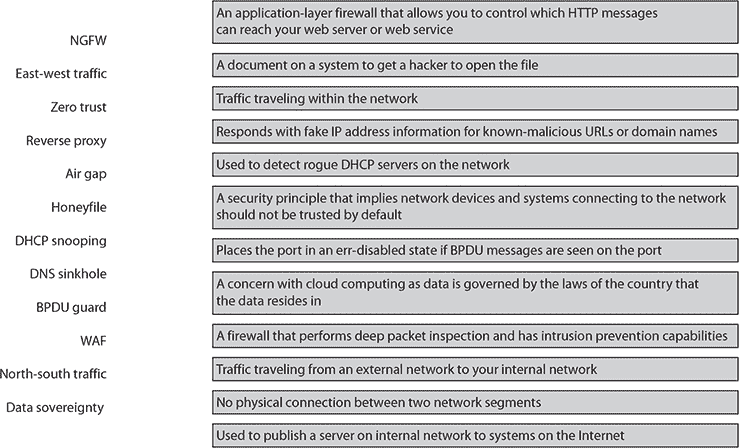 NGFW
East-west traffic
Zero trust
Reverse proxy
Air gap
Honeyfile
DHCP snooping
DNS sinkhole
BPDU guard
WAF
North-south traffic
Data sovereignty
An application-layer firewall that allows you to control which HTTP messages
can reach your web server or web service
A document on a system to get a hacker to open the file
Traffic traveling within the network
Responds with fake IP address information for known-malicious URLs or domain names
Used to detect rogue DHCP servers on the network
A security principle that implies network devices and systems connecting to the network
should not be trusted by default
Places the port in an err-disabled state if BPDU messages are seen on the port
A concern with cloud computing as data is governed by the laws of the country that
the data resides in
A firewall that performs deep packet inspection and has intrusion prevention capabilities
Traffic traveling from an external network to your internal network
No physical connection between two network segments
Used to publish a server on internal network to systems on the Internet